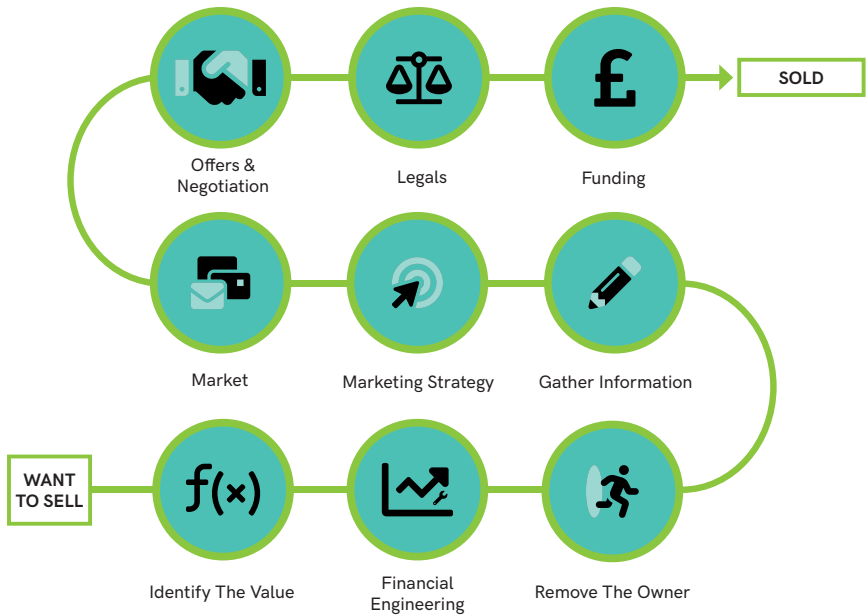 SOLD
£
Offers &
Negotiation
Legals
Funding
Market
Marketing Strategy
Gather Information
WANT
TO SELL
f(x)
Identify The Value
Financial
Engineering
Remove The Owner